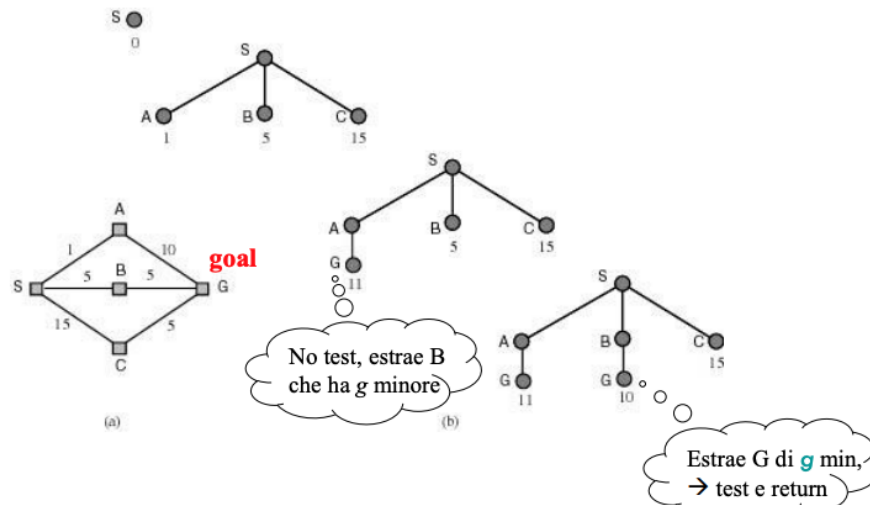 S
0
S
A
B
C
1
5
15
S
A
B
C
5
15
G
11
A
1
10
goal
S
5
B
5
G
15
5
C
(a)
No test, estrae B
che ha g minore
(b)
S
A
B
C
15
G
G
11
10
Estrae G di g min,
→ test e return